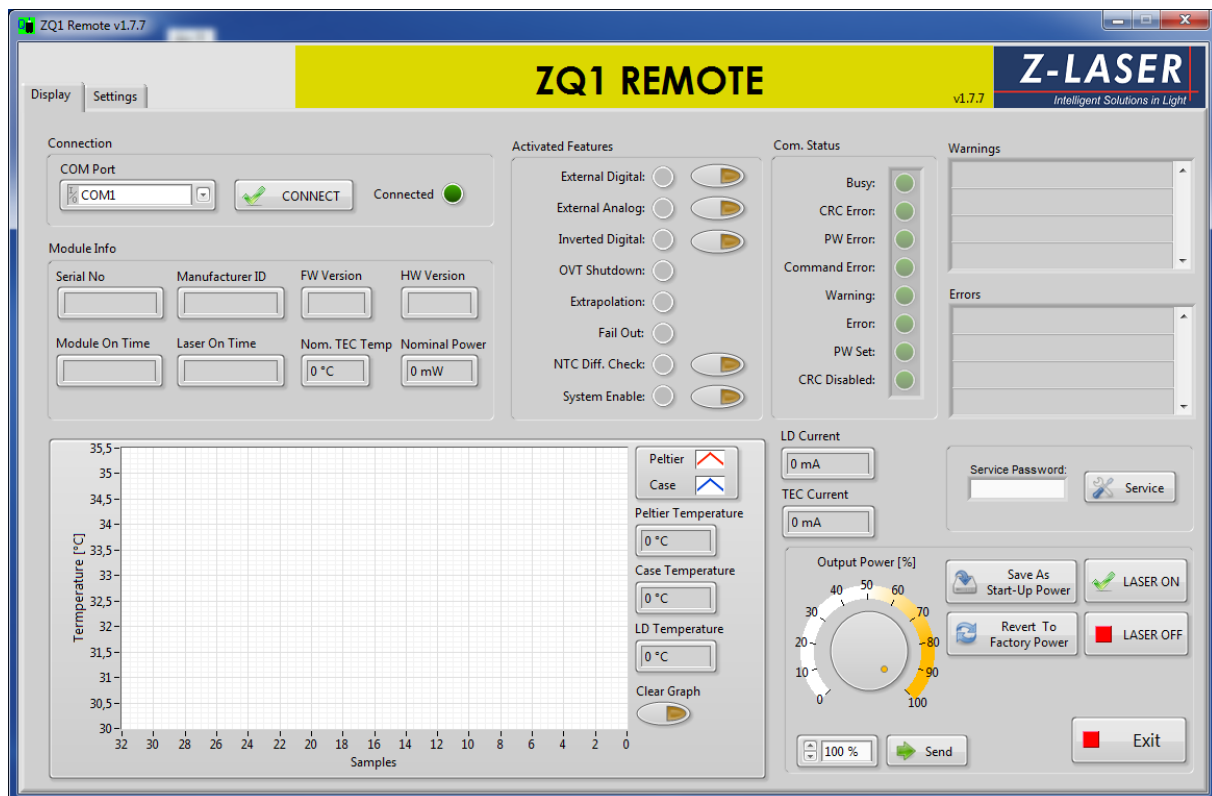 ZQ1 Remote v1.7.7
ZQ1 REMOTE
v1.7.7
Z-LASER
Intelligent Solutions in Light
Display
Settings
Connection
COM Port
COM1
CONNECT
Connected
Module Info
Serial No
Manufacturer ID
FW Version
HW Version
Module On Time
Laser On Time
Nom. TEC Temp
Nominal Power
0 °C
0 mW
Activated Features
External Digital:
External Analog:
Inverted Digital:
OVT Shutdown:
Extrapolation:
Fail Out:
NTC Diff. Check:
System Enable:
Com. Status
Busy:
CRC Error:
PW Error:
Command Error:
Warning:
Error:
PW Set:
CRC Disabled:
Warnings
Errors
Termperature [°C]
35,5
35
34,5
34
33,5
33
32,5
32
31,5
31
30,5
30
32 30 28 26 24 22 20 18 16 14 12 10 8 6 4 2 0
Samples
Peltier
Case
Peltier Temperature
0 °C
Case Temperature
0 °C
LD Temperature
0 °C
Clear Graph
LD Current
0 mA
TEC Current
0 mA
Service Password:
Service
Output Power [%]
0 10 20 30 40 50 60 70 80 90 100
100 %
Send
Save As
Start-Up Power
LASER ON
Revert To
Factory Power
LASER OFF
Exit